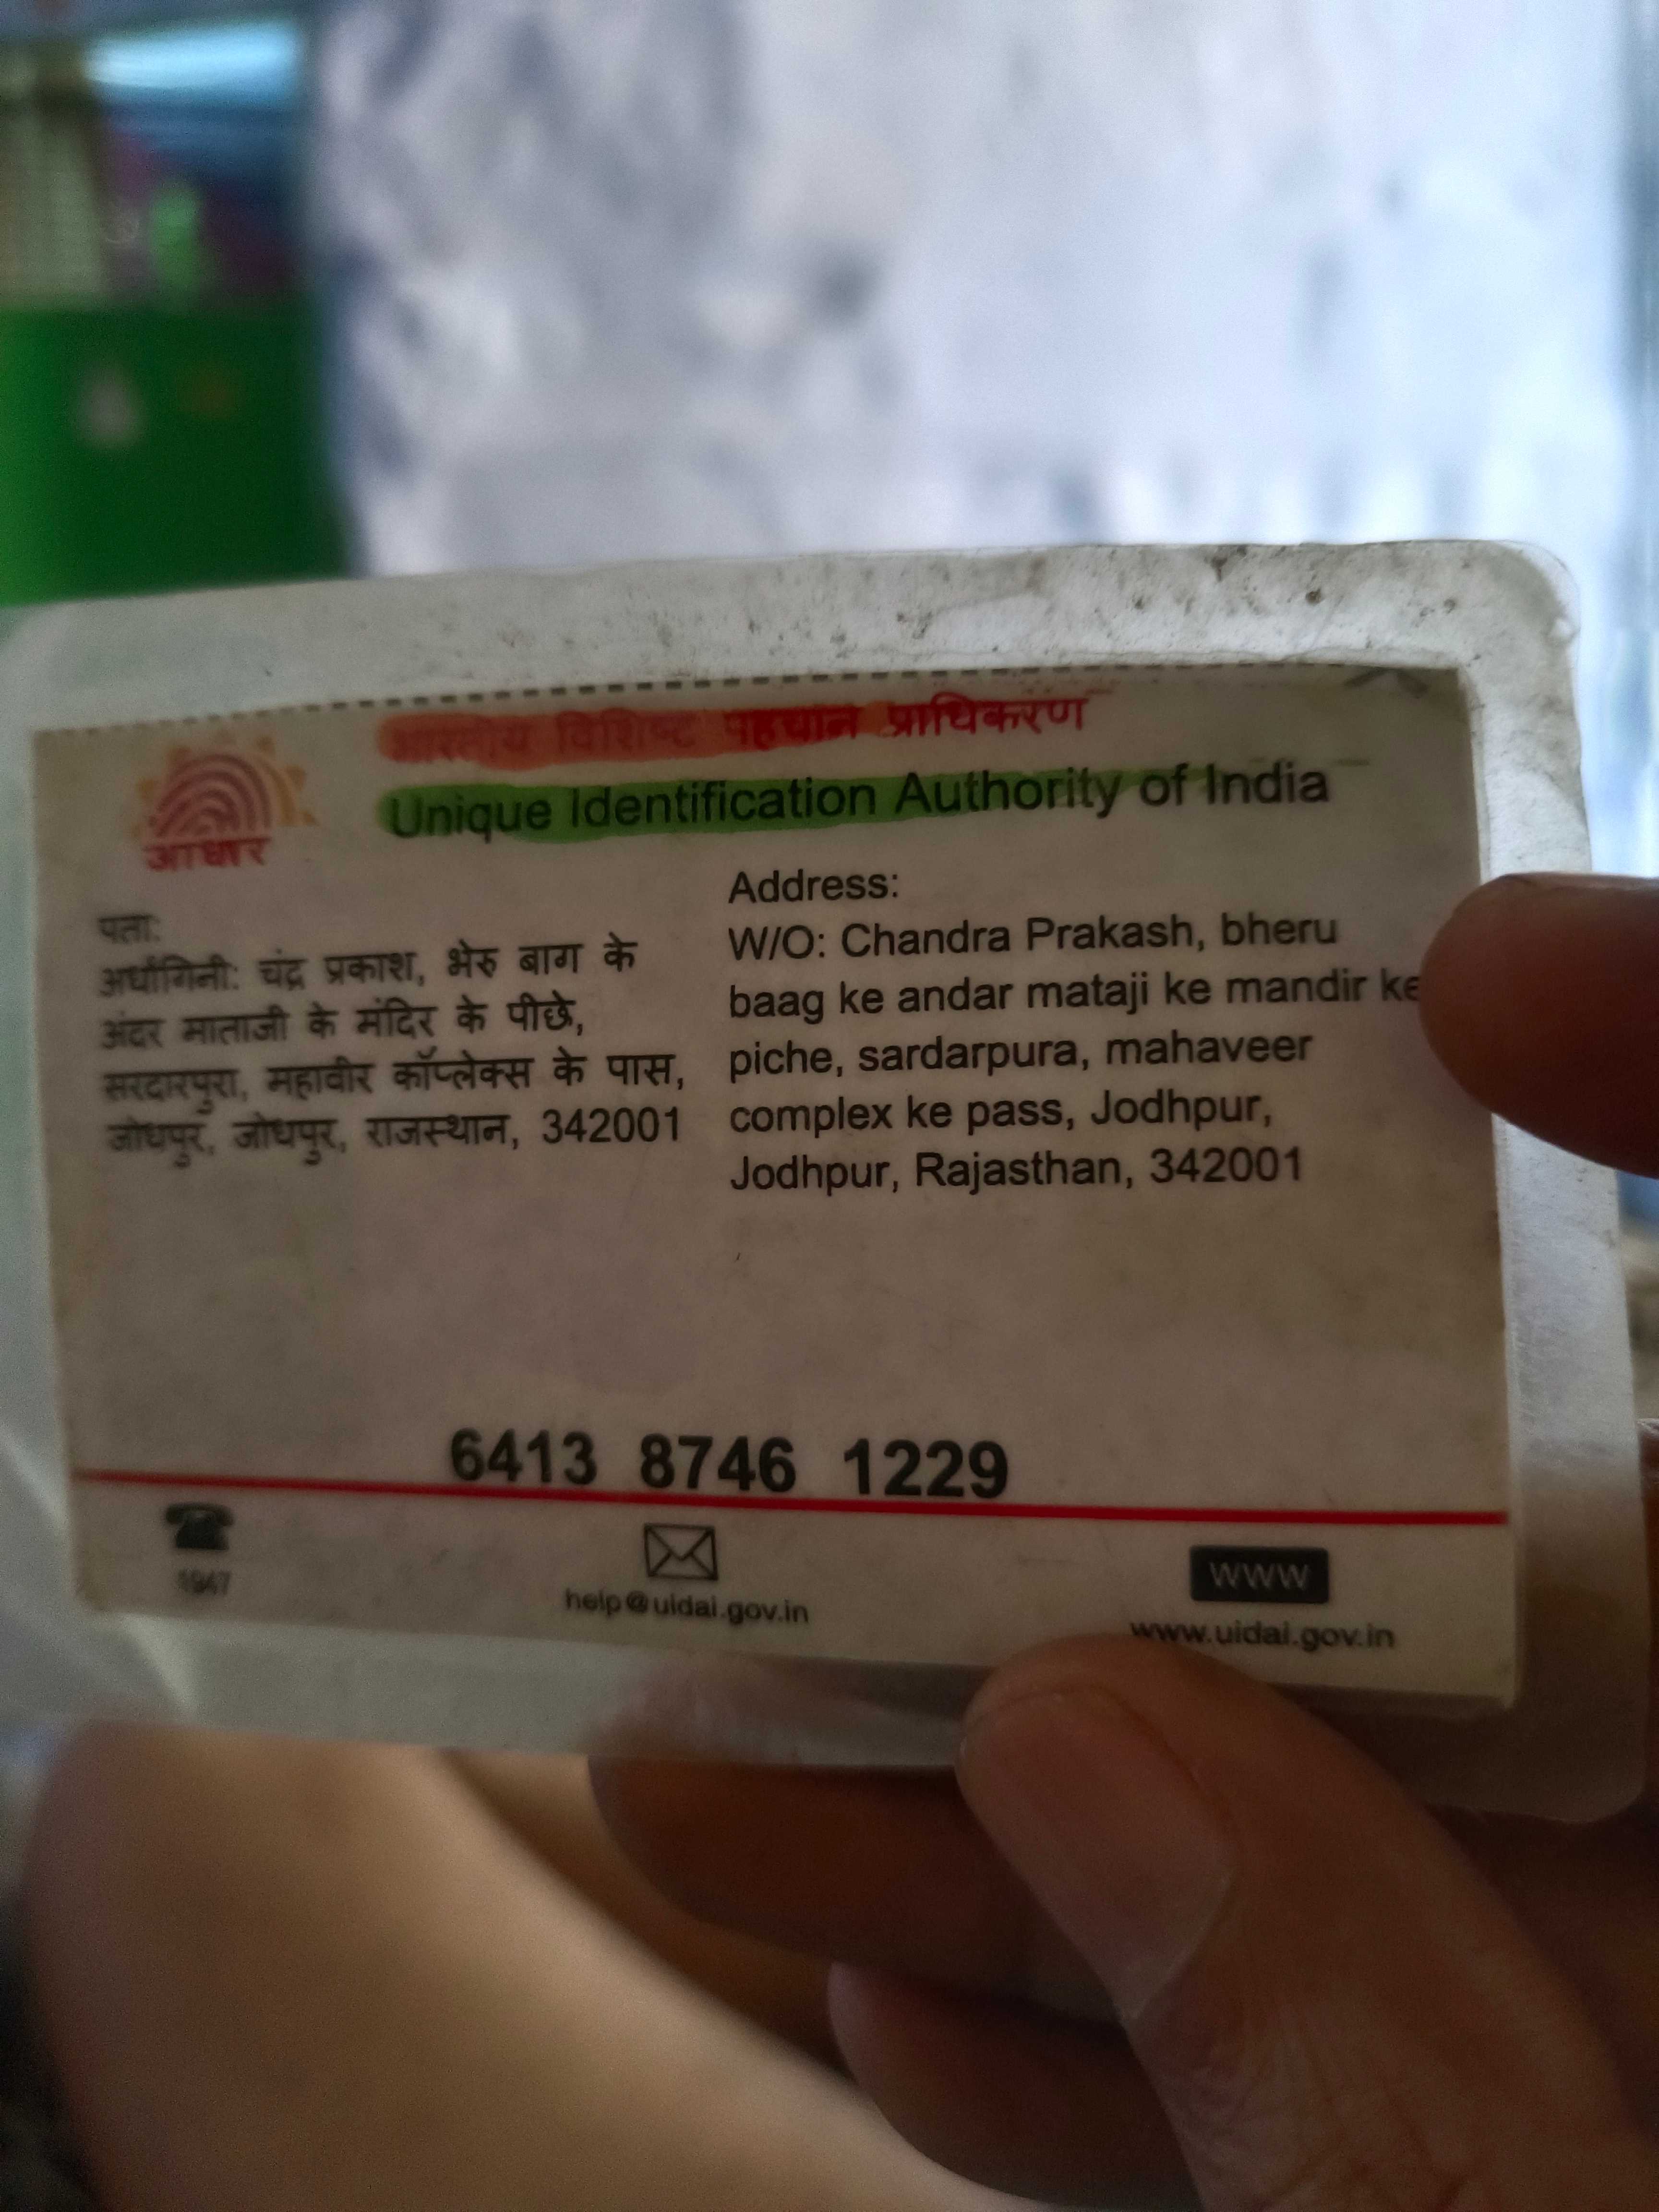 भारतीय विशिष्ट पहचान प्राधिकरण
Unique Identification Authority of India
आधार
पता:
अर्धांगिनी: चंद्र प्रकाश, भेरु बाग के
अंदर माताजी के मंदिर के पीछे,
सरदारपुरा, महावीर कॉप्लेक्स के पास,
जोधपुर, जोधपुर, राजस्थान, 342001
Address:
W/O: Chandra Prakash, bheru
baag ke andar mataji ke mandir ke
piche, sardarpura, mahaveer
complex ke pass, Jodhpur,
Jodhpur, Rajasthan, 342001
6413 8746 1229
1947
help@uidai.gov.in
www
www.uidai.gov.in